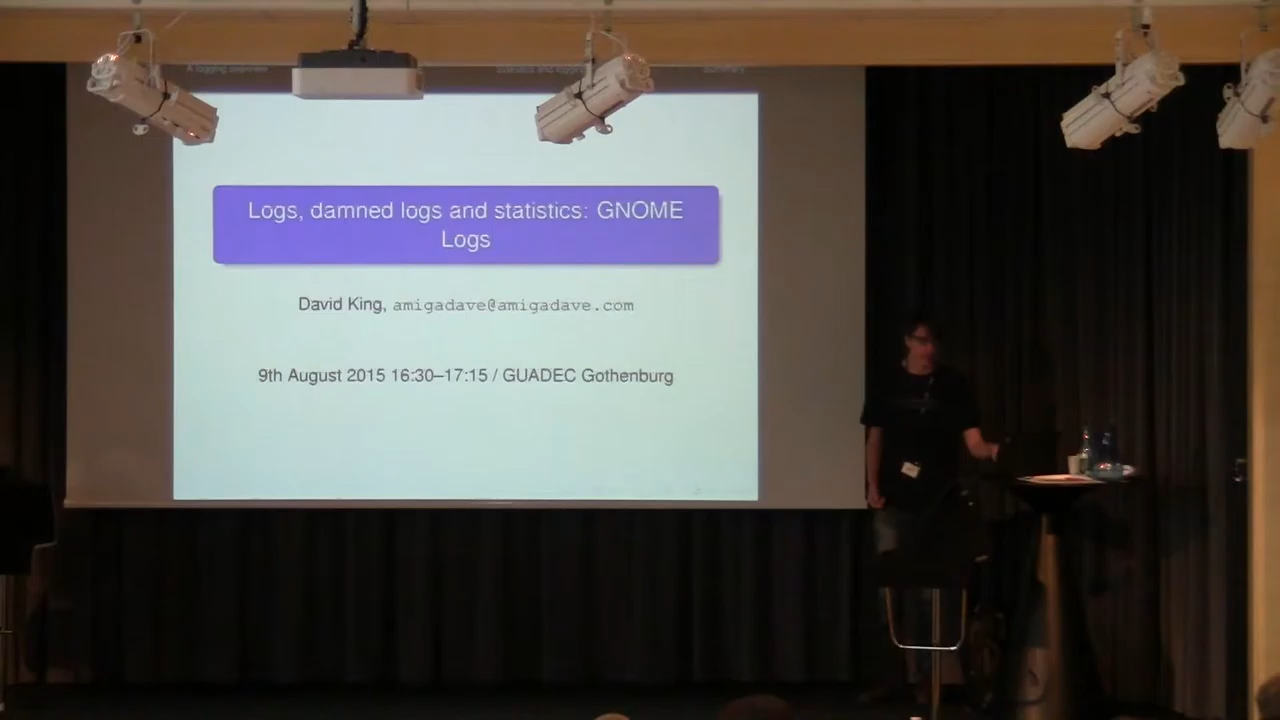 Summary
Logs, damned logs and statistics: GNOME
Logs
David King, amigadave@amigadave.com
9th August 2015 16:30–17:15 / GUADEC Gothenburg